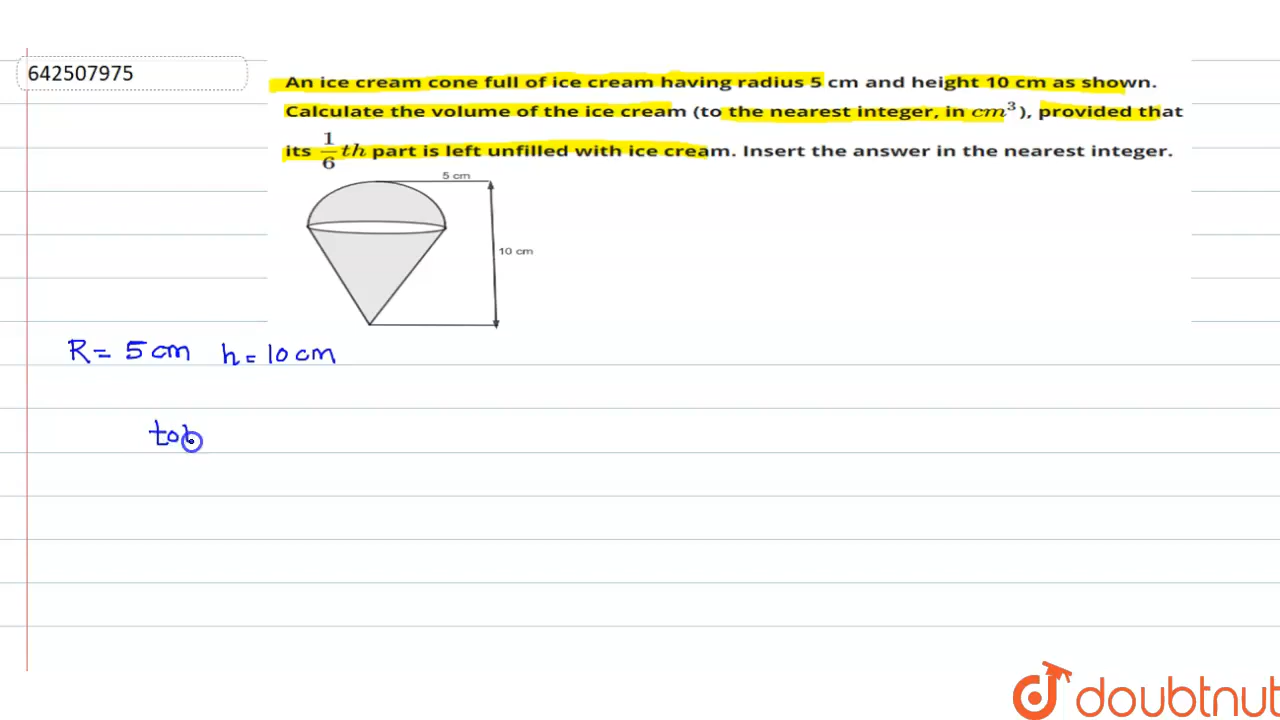 642507975
An ice cream cone full of ice cream having radius 5 cm and height 10 cm as shown.
Calculate the volume of the ice cream (to the nearest integer, in cm³), provided that
its 1/6 th part is left unfilled with ice cream. Insert the answer in the nearest integer.
5 cm
10 cm
R = 5 cm h = 10 cm
tot
doubtnut